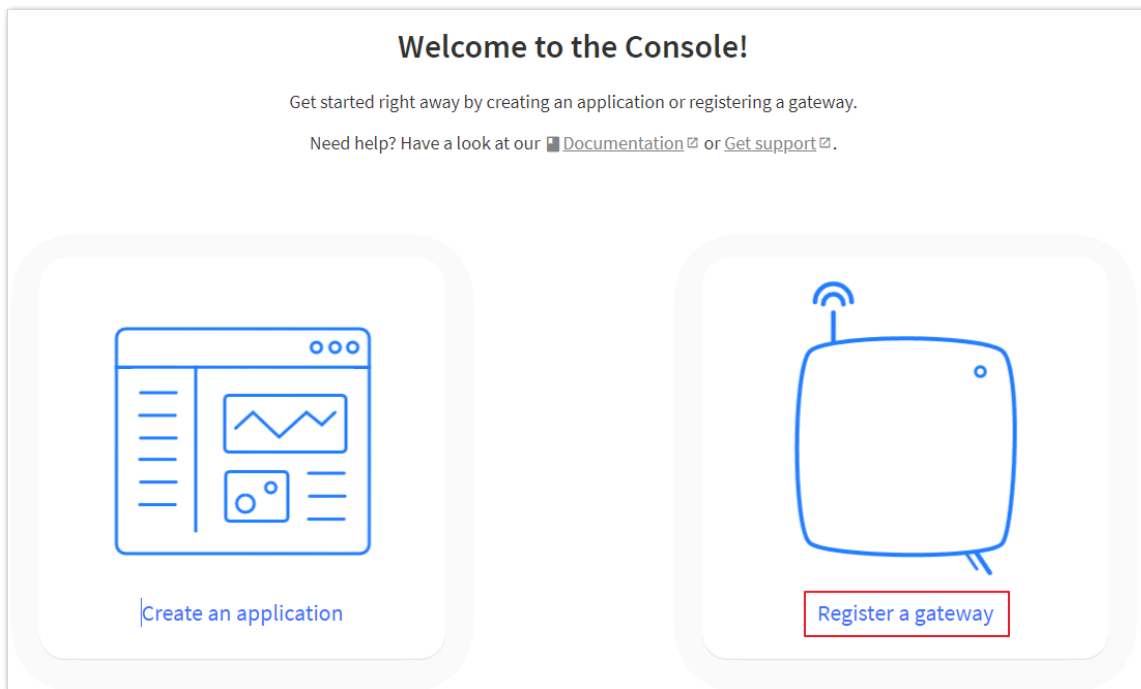 Welcome to the Console!
Get started right away by creating an application or registering a gateway.
Need help? Have a look at our Documentation or Get support.
Create an application
Register a gateway